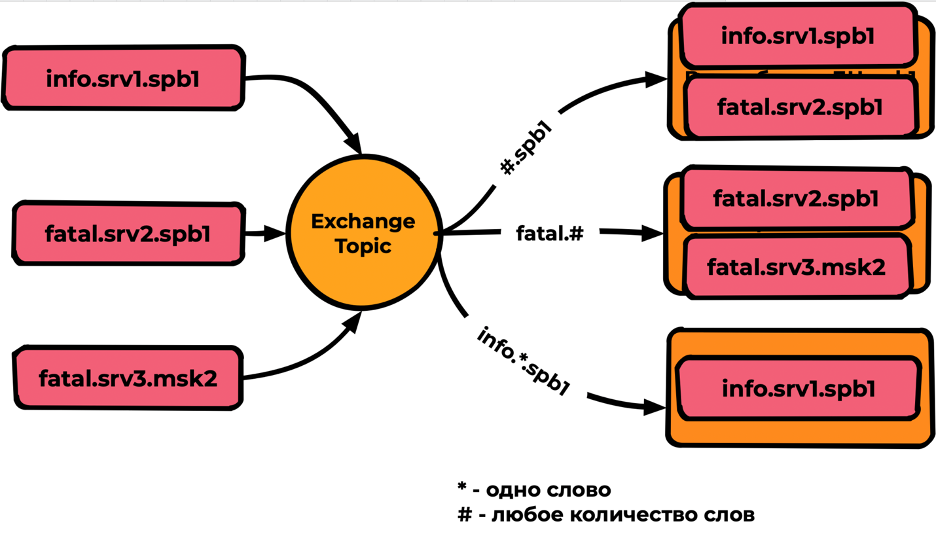 info.srv1.spb1
fatal.srv2.spb1
fatal.srv3.msk2
Exchange
Topic
#.spb1
fatal.#
info.*.spb1
info.srv1.spb1
fatal.srv2.spb1
fatal.srv2.spb1
fatal.srv3.msk2
info.srv1.spb1
* - одно слово
# - любое количество слов